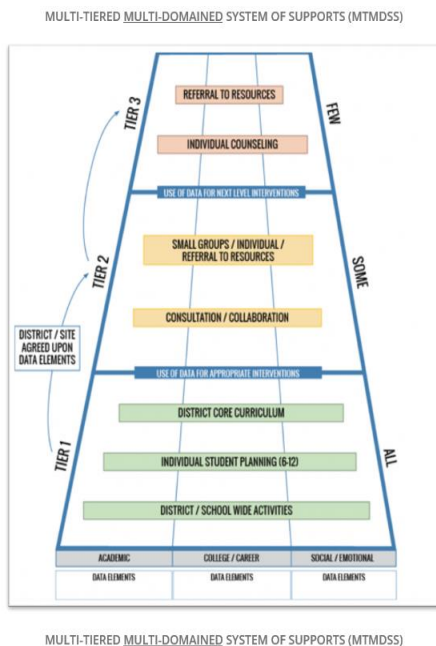 MULTI-TIERED MULTI-DOMAINED SYSTEM OF SUPPORTS (MTMDSS)
TIER 3
REFERRAL TO RESOURCES
FEW
INDIVIDUAL COUNSELING
USE OF DATA FOR NEXT LEVEL INTERVENTIONS
TIER 2
SMALL GROUPS / INDIVIDUAL /
REFERRAL TO RESOURCES
SOME
CONSULTATION / COLLABORATION
DISTRICT / SITE
AGREED UPON
DATA ELEMENTS
USE OF DATA FOR APPROPRIATE INTERVENTIONS
TIER 1
DISTRICT CORE CURRICULUM
ALL
INDIVIDUAL STUDENT PLANNING (6-12)
DISTRICT / SCHOOL WIDE ACTIVITIES
ACADEMIC
COLLEGE / CAREER
SOCIAL / EMOTIONAL
DATA ELEMENTS
DATA ELEMENTS
DATA ELEMENTS
MULTI-TIERED MULTI-DOMAINED SYSTEM OF SUPPORTS (MTMDSS)